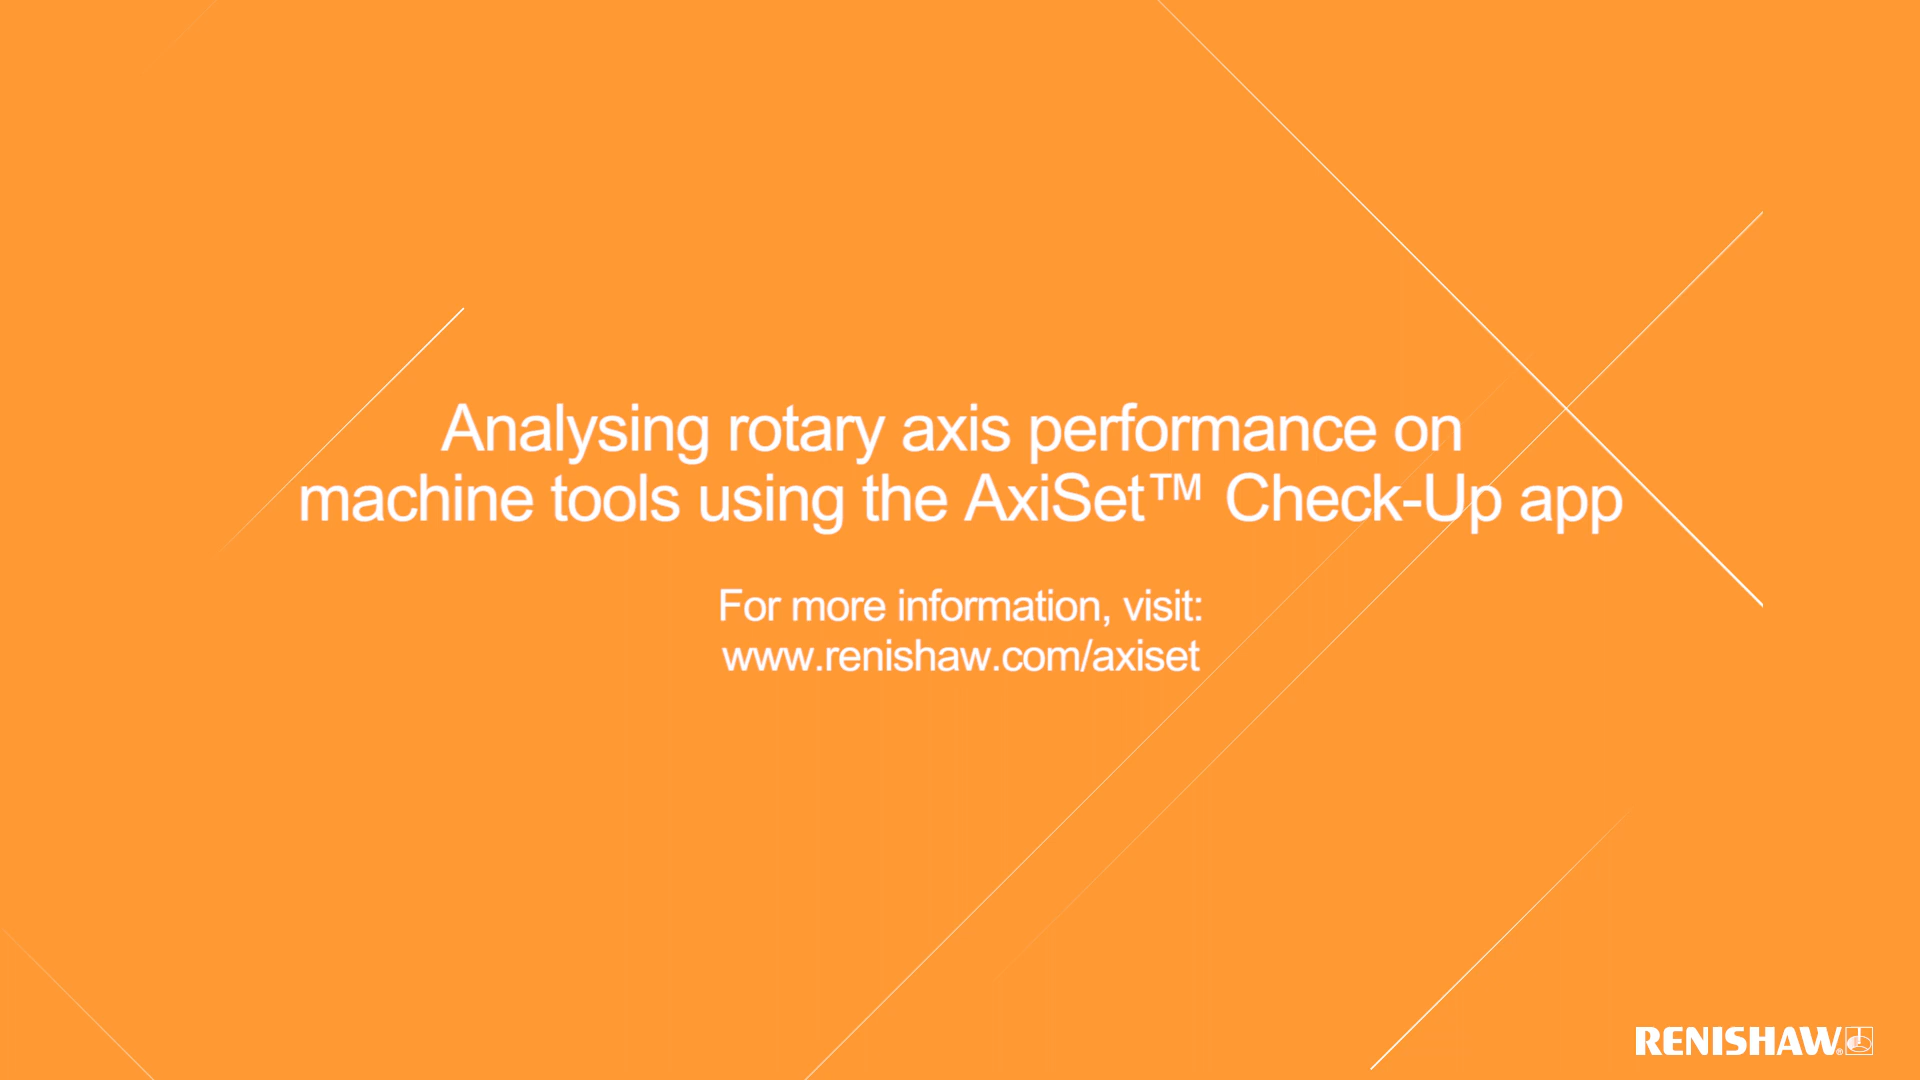 Analysing rotary axis performance on
machine tools using the AxiSet™ Check-Up app
For more information, visit:
www.renishaw.com/axiset
RENISHAW®